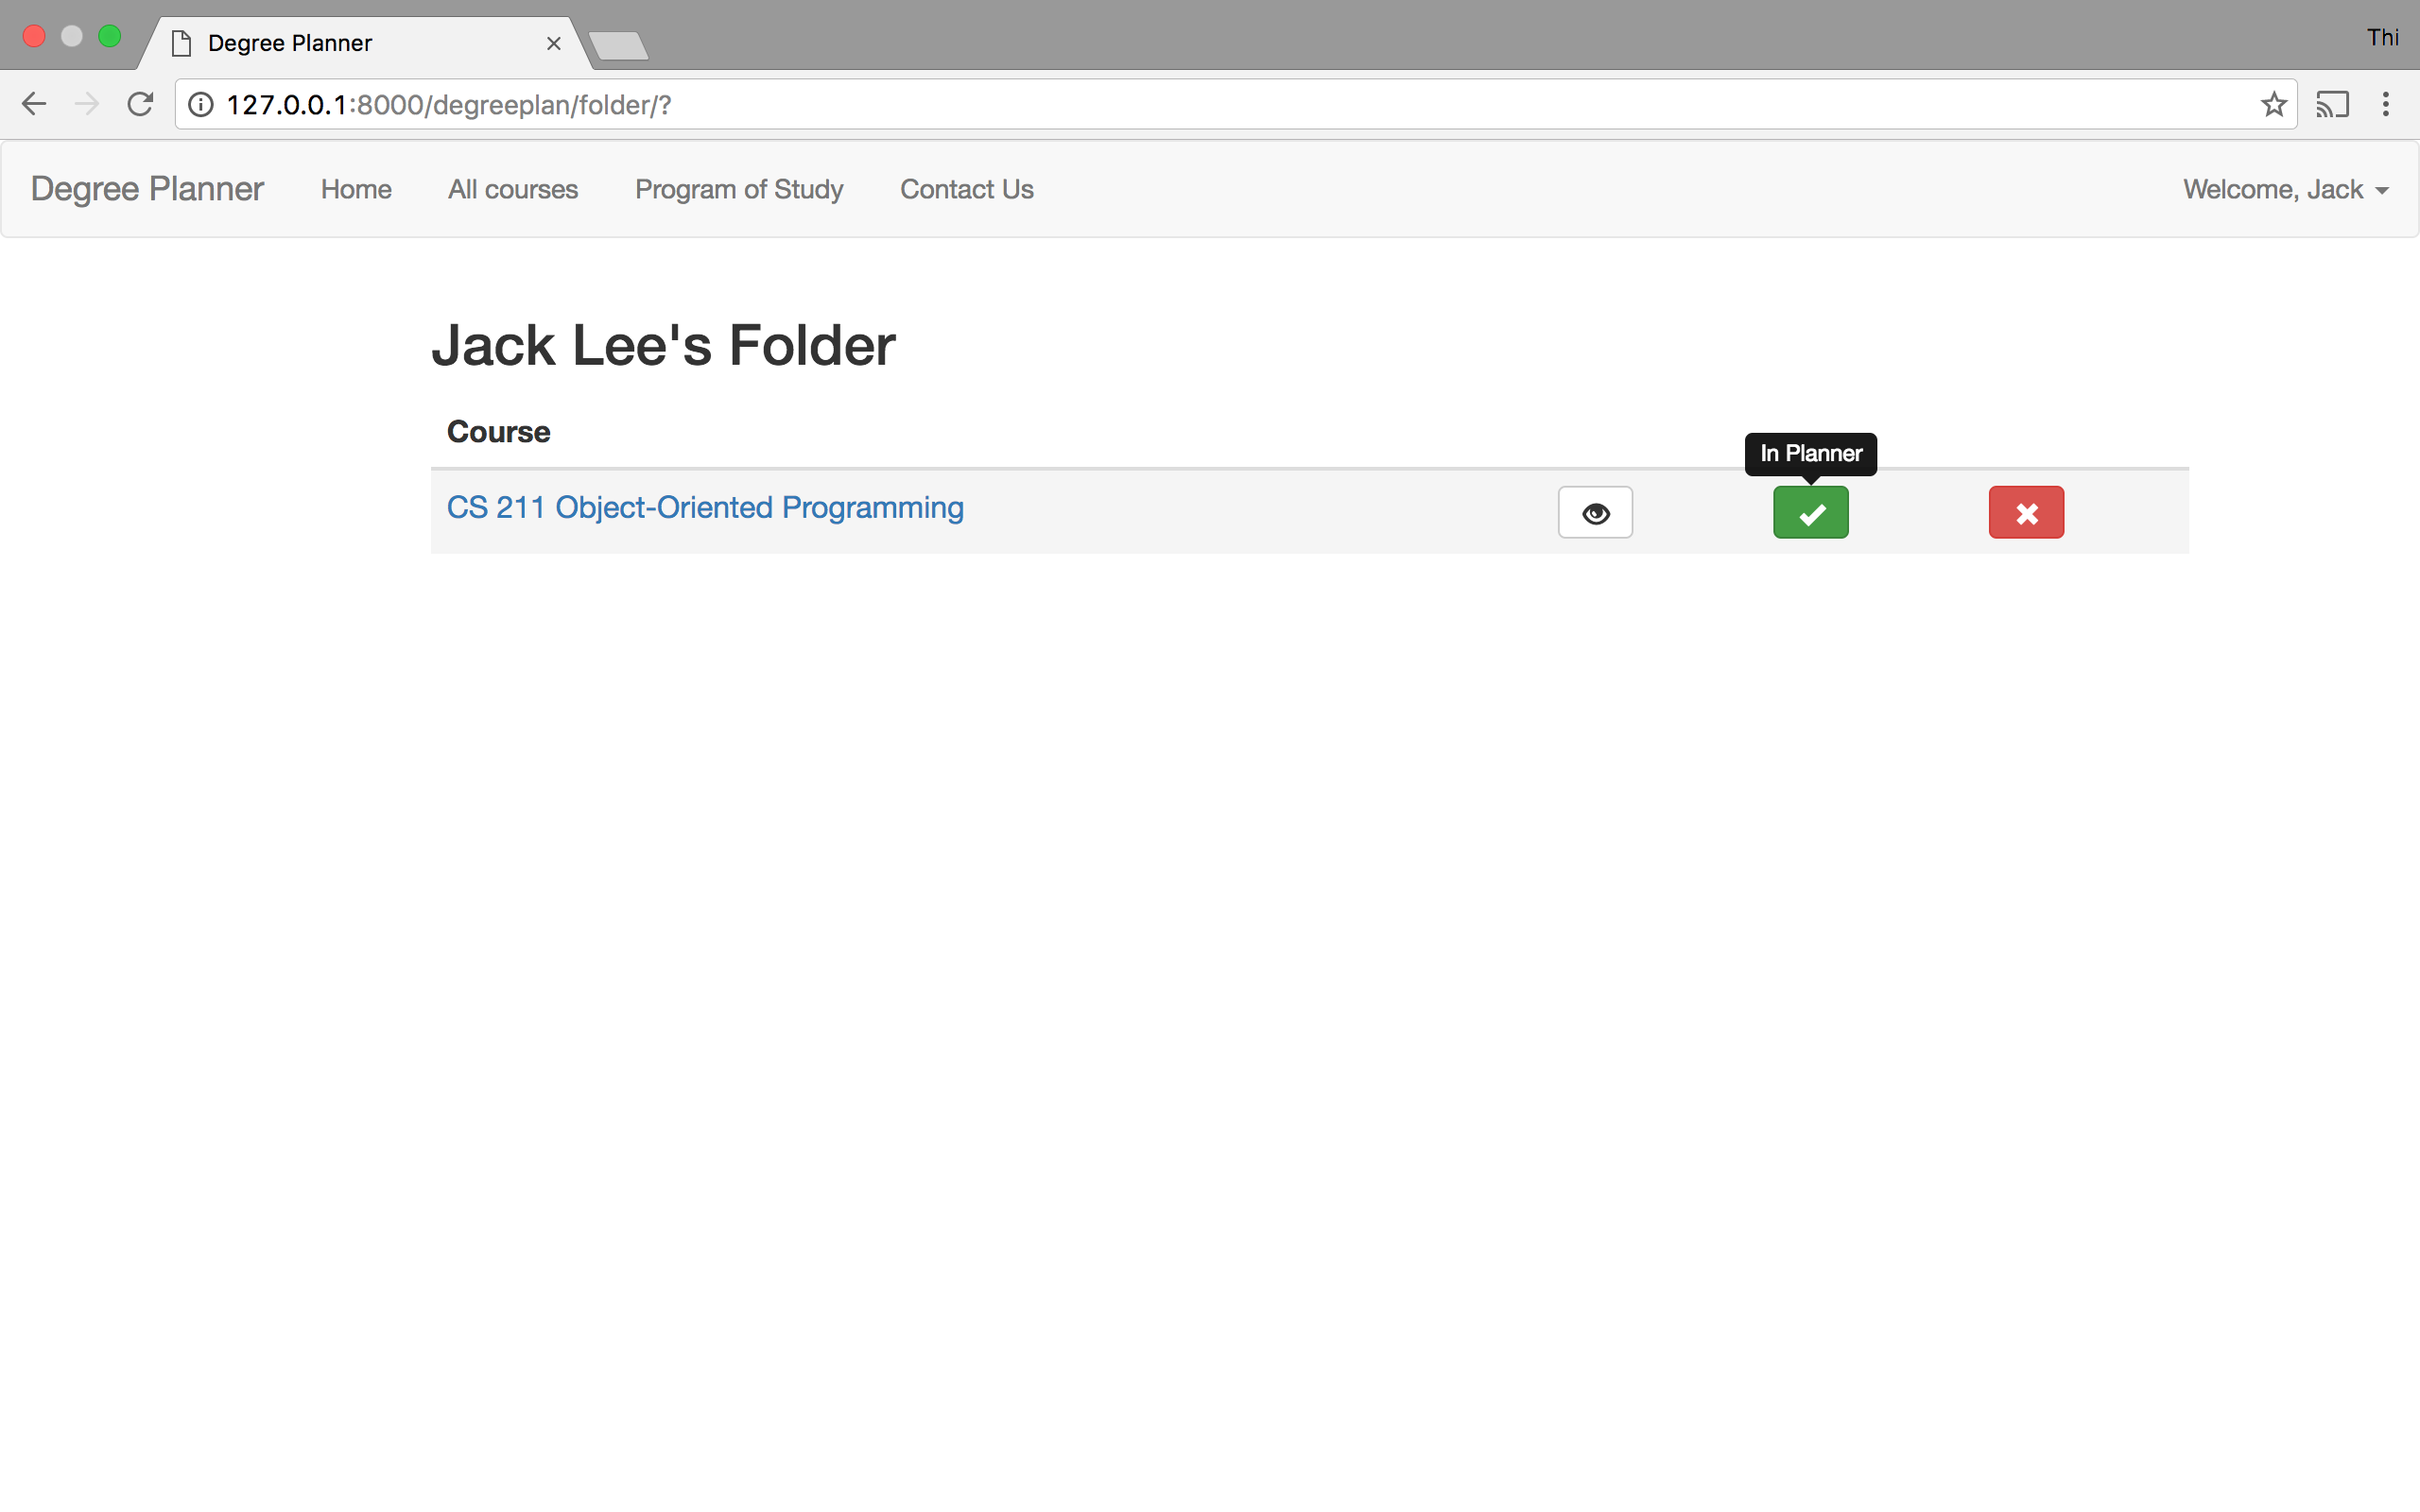 Degree Planner
Thi
127.0.0.1:8000/degreeplan/folder/?
Degree Planner Home All courses Program of Study Contact Us Welcome, Jack
Jack Lee's Folder
Course
In Planner
CS 211 Object-Oriented Programming